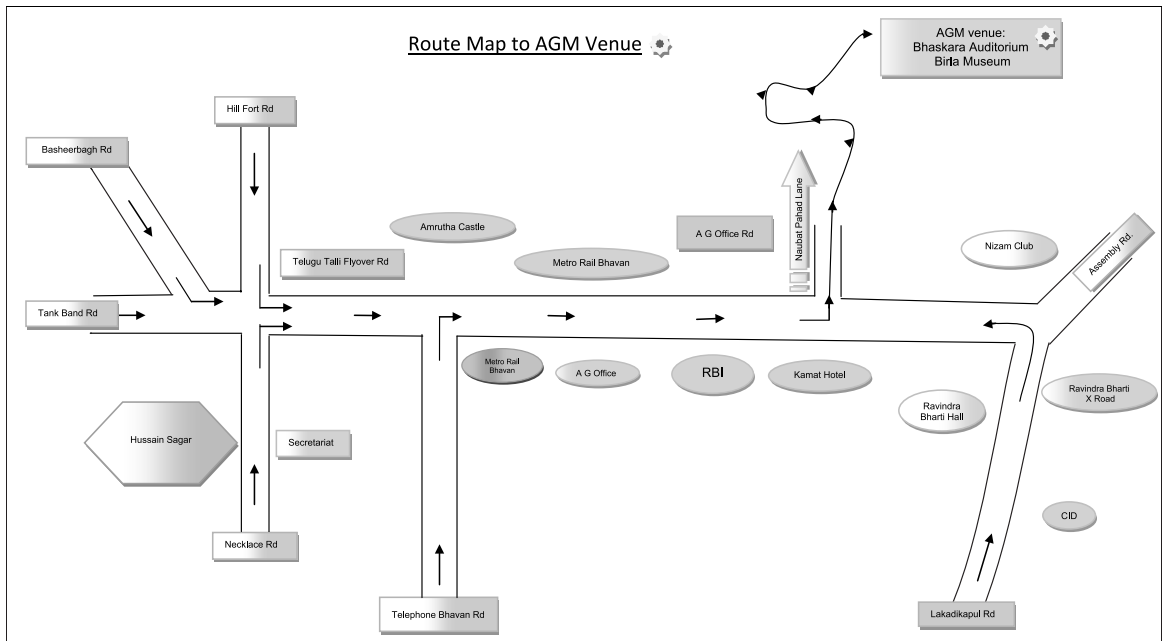 Route Map to AGM Venue
AGM venue:
Bhaskara Auditorium
Birla Museum
Hill Fort Rd
Basheerbagh Rd
Naubat Pahad Lane
Amrutha Castle
A G Office Rd
Nizam Club
Assembly Rd.
Telugu Talli Flyover Rd
Metro Rail Bhavan
Tank Band Rd
Metro Rail
Bhavan
A G Office
RBI
Kamat Hotel
Ravindra Bharti
X Road
Ravindra
Bharti Hall
Hussain Sagar
Secretariat
CID
Necklace Rd
Telephone Bhavan Rd
Lakadikapul Rd